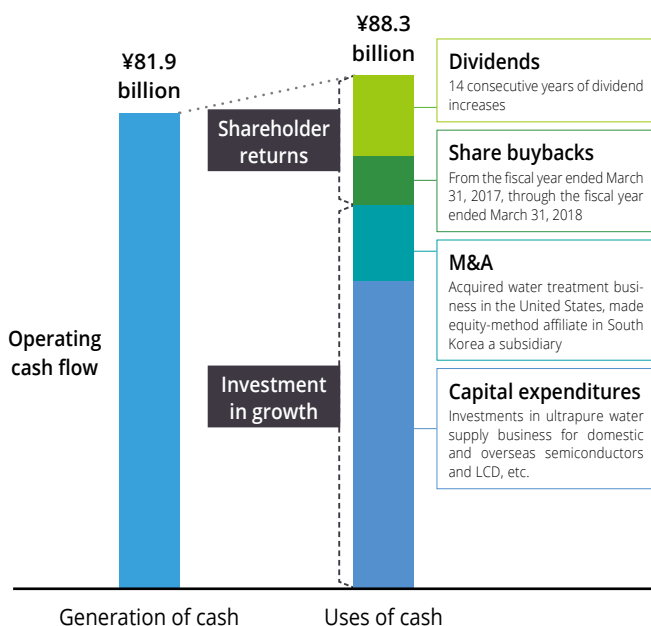 ¥81.9
billion
¥88.3
billion
Shareholder
returns
Dividends
14 consecutive years of dividend
increases
Share buybacks
From the fiscal year ended March
31, 2017, through the fiscal year
ended March 31, 2018
M&A
Acquired water treatment busi-
ness in the United States, made
equity-method affiliate in South
Korea a subsidiary
Operating
cash flow
Investment
in growth
Capital expenditures
Investments in ultrapure water
supply business for domestic
and overseas semiconductors
and LCD, etc.
Generation of cash
Uses of cash